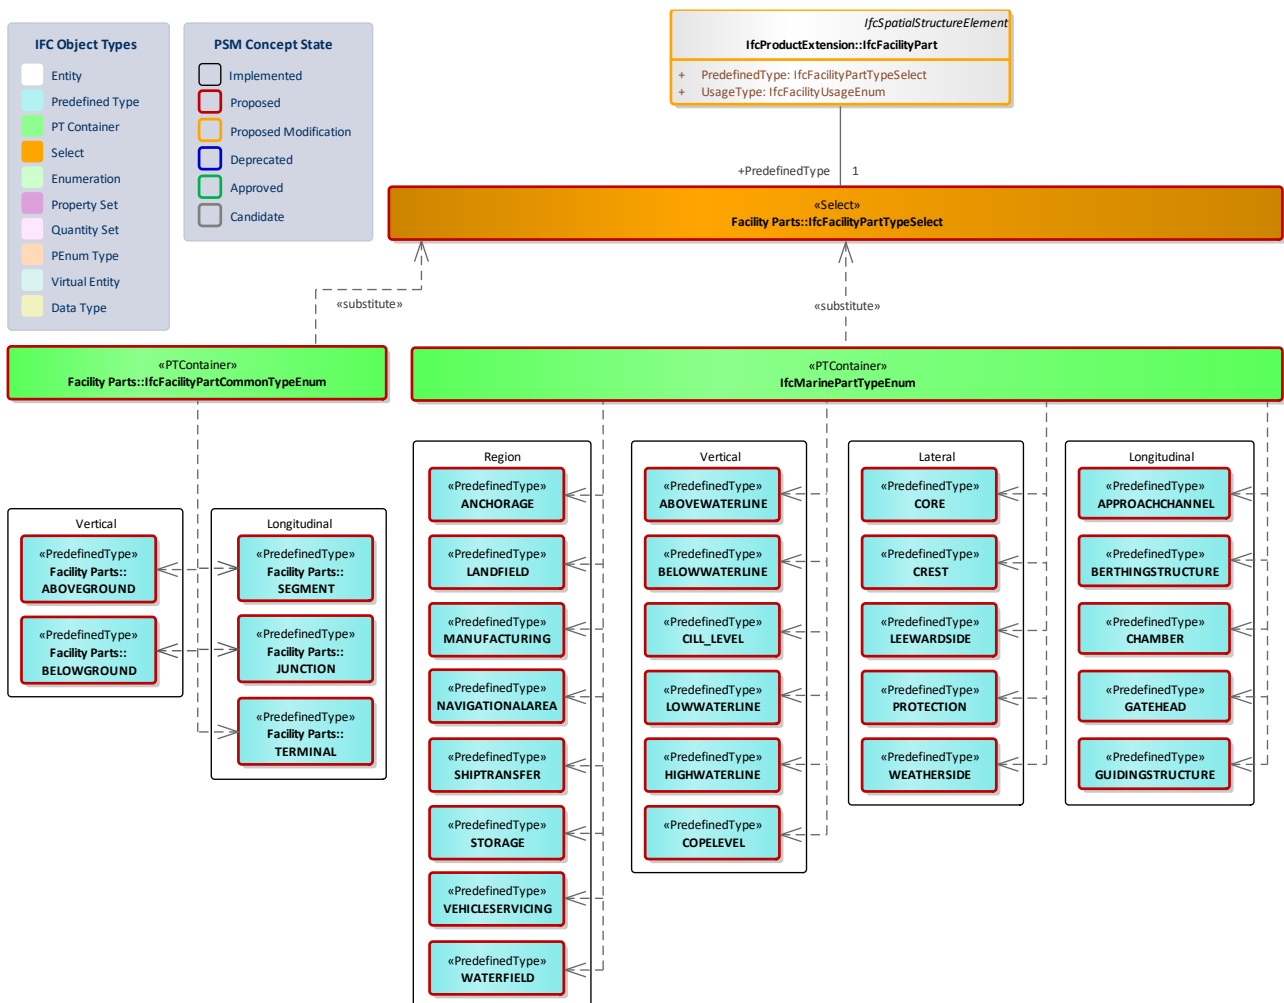 IFC Object Types
Entity
Predefined Type
PT Container
Select
Enumeration
Property Set
Quantity Set
PEnum Type
Virtual Entity
Data Type
PSM Concept State
Implemented
Proposed
Proposed Modification
Deprecated
Approved
Candidate
IfcSpatialStructureElement
IfcProductExtension::IfcFacilityPart
+ PredefinedType: IfcFacilityPartTypeSelect
+ UsageType: IfcFacilityUsageEnum
+PredefinedType 1
«Select»
Facility Parts::IfcFacilityPartTypeSelect
«substitute»
«substitute»
«PTContainer»
Facility Parts::IfcFacilityPartCommonTypeEnum
«PTContainer»
IfcMarinePartTypeEnum
Vertical
«PredefinedType»
Facility Parts::
ABOVEGROUND
«PredefinedType»
Facility Parts::
BELOWGROUND
Longitudinal
«PredefinedType»
Facility Parts::
SEGMENT
«PredefinedType»
Facility Parts::
JUNCTION
«PredefinedType»
Facility Parts::
TERMINAL
Region
«PredefinedType»
ANCHORAGE
«PredefinedType»
LANDFIELD
«PredefinedType»
MANUFACTURING
«PredefinedType»
NAVIGATIONALAREA
«PredefinedType»
SHIPTRANSFER
«PredefinedType»
STORAGE
«PredefinedType»
VEHICLESERVICING
«PredefinedType»
WATERFIELD
Vertical
«PredefinedType»
ABOVEWATERLINE
«PredefinedType»
BELOWWATERLINE
«PredefinedType»
CILL_LEVEL
«PredefinedType»
LOWWATERLINE
«PredefinedType»
HIGHWATERLINE
«PredefinedType»
COPELEVEL
Lateral
«PredefinedType»
CORE
«PredefinedType»
CREST
«PredefinedType»
LEEWARDSIDE
«PredefinedType»
PROTECTION
«PredefinedType»
WEATHERSIDE
Longitudinal
«PredefinedType»
APPROACHCHANNEL
«PredefinedType»
BERTHINGSTRUCTURE
«PredefinedType»
CHAMBER
«PredefinedType»
GATEHEAD
«PredefinedType»
GUIDINGSTRUCTURE